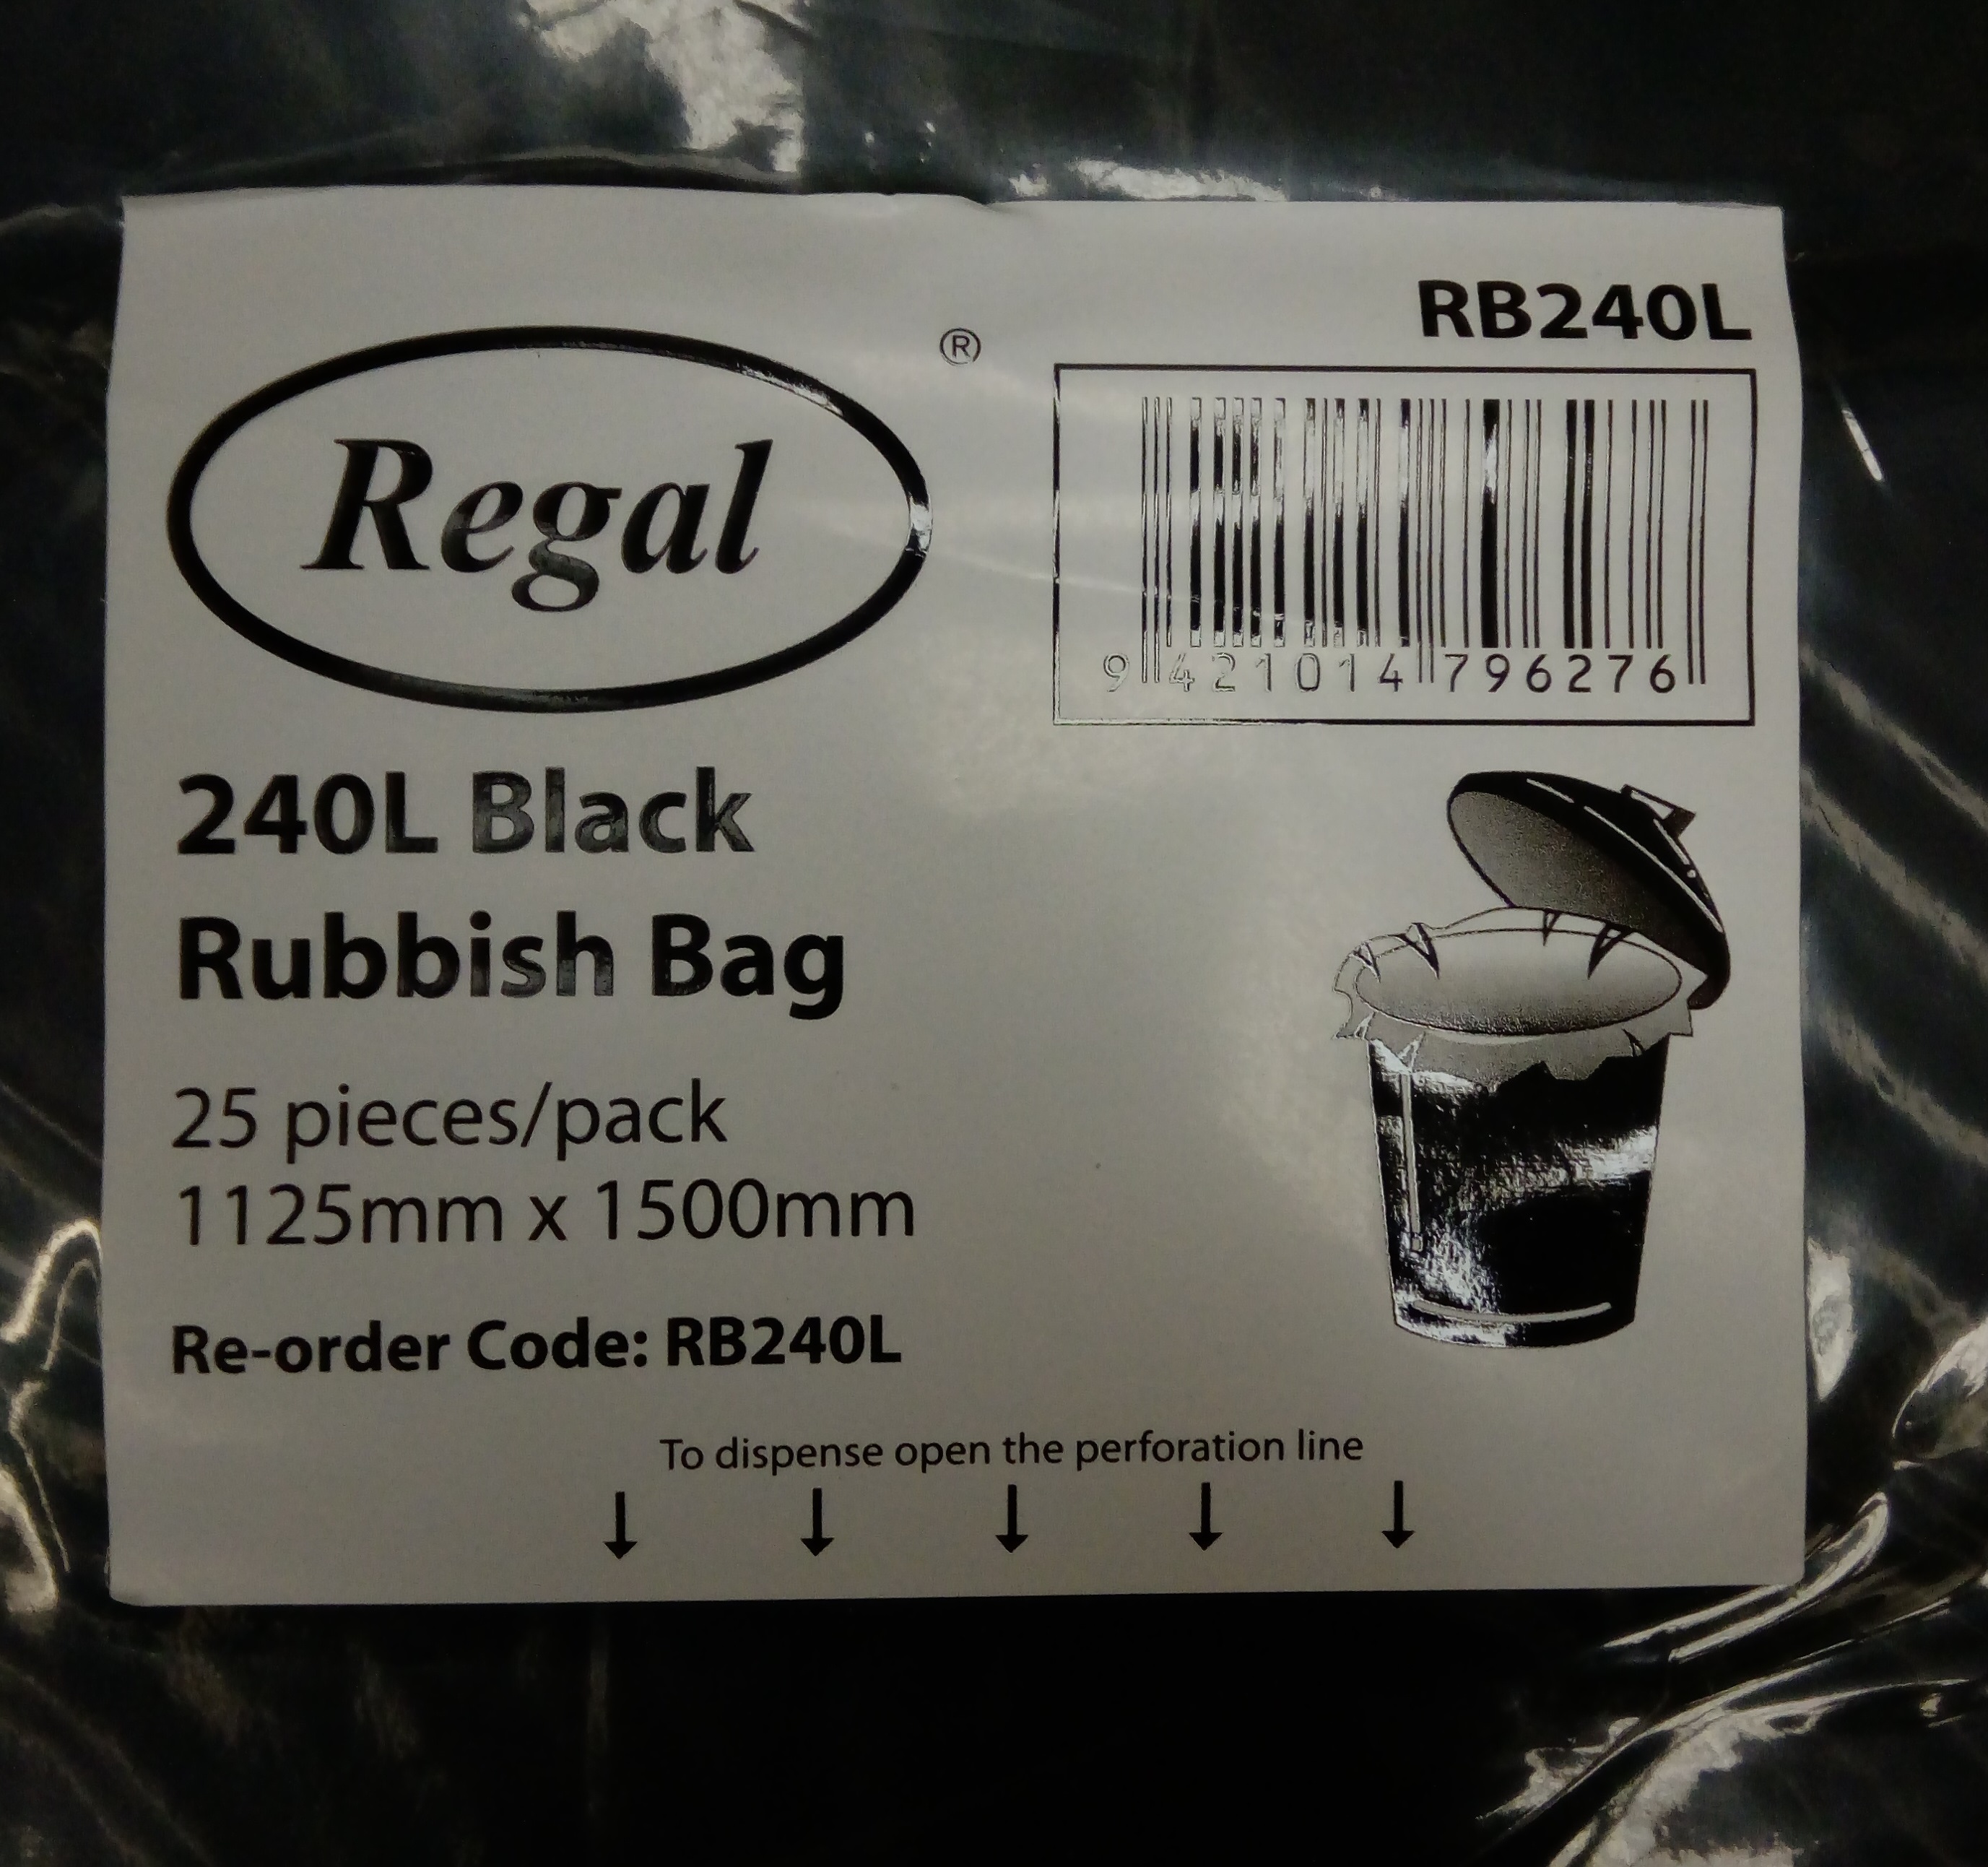 RB240L
Regal ®
9 421014 796276
240L Black
Rubbish Bag
25 pieces/pack
1125mm x 1500mm
Re-order Code: RB240L
To dispense open the perforation line